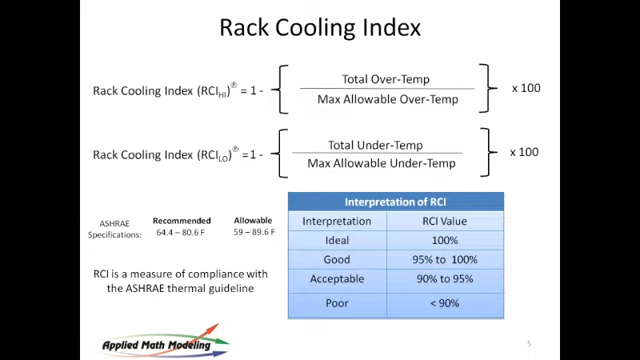 Rack Cooling Index
Rack Cooling Index (RCI_HI)® = 1 - { Total Over-Temp / Max Allowable Over-Temp } x 100
Rack Cooling Index (RCI_LO)® = 1 - { Total Under-Temp / Max Allowable Under-Temp } x 100
ASHRAE Specifications:
Recommended
64.4 – 80.6 F
Allowable
59 – 89.6 F
RCI is a measure of compliance with
the ASHRAE thermal guideline
Interpretation of RCI
Interpretation RCI Value
Ideal 100%
Good 95% to 100%
Acceptable 90% to 95%
Poor < 90%
Applied Math Modeling
5